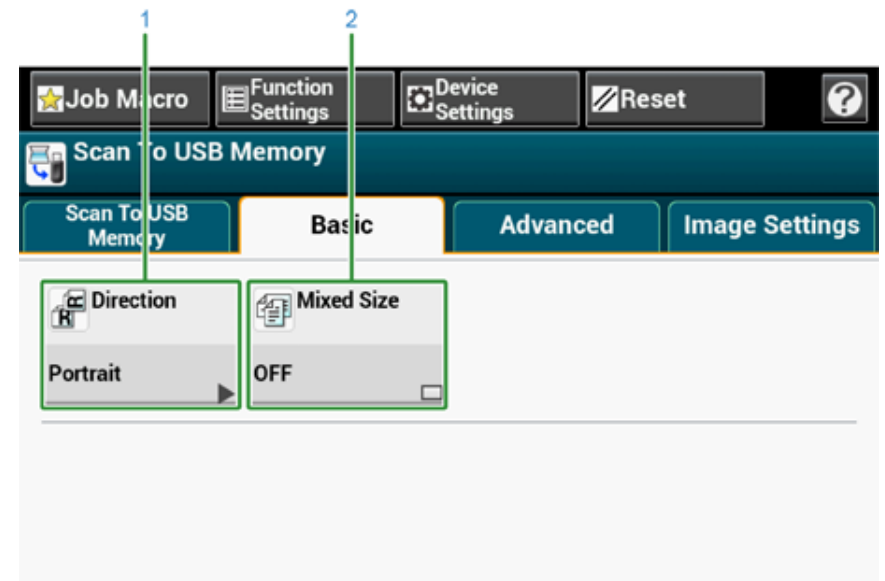 1 2
Job Macro
Function
Settings
Device
Settings
Reset
?
Scan To USB Memory
Scan To USB
Memory
Basic
Advanced
Image Settings
Direction
Mixed Size
Portrait
OFF